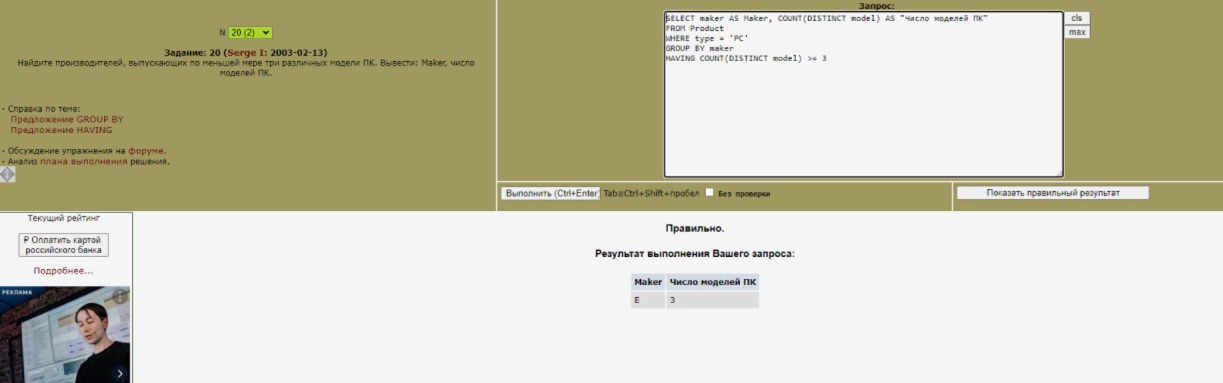 N 20 (2)
Задание: 20 (Serge I: 2003-02-13)
Найдите производителей, выпускающих по меньшей мере три различных модели ПК. Вывести: Maker, число
моделей ПК.
· Справка по теме:
Предложение GROUP BY
Предложение HAVING
· Обсуждение упражнения на форуме.
· Анализ плана выполнения решения.
Запрос:
SELECT maker AS Maker, COUNT(DISTINCT model) AS "Число моделей ПК"
FROM Product
WHERE type = 'PC'
GROUP BY maker
HAVING COUNT(DISTINCT model) >= 3
cls
max
Выполнить (Ctrl+Enter) Tab≡Ctrl+Shift+пробел Без проверки
Показать правильный результат
Текущий рейтинг
₽ Оплатить картой
российского банка
Подробнее...
РЕКЛАМА
Правильно.
Результат выполнения Вашего запроса:
Maker Число моделей ПК
E 3